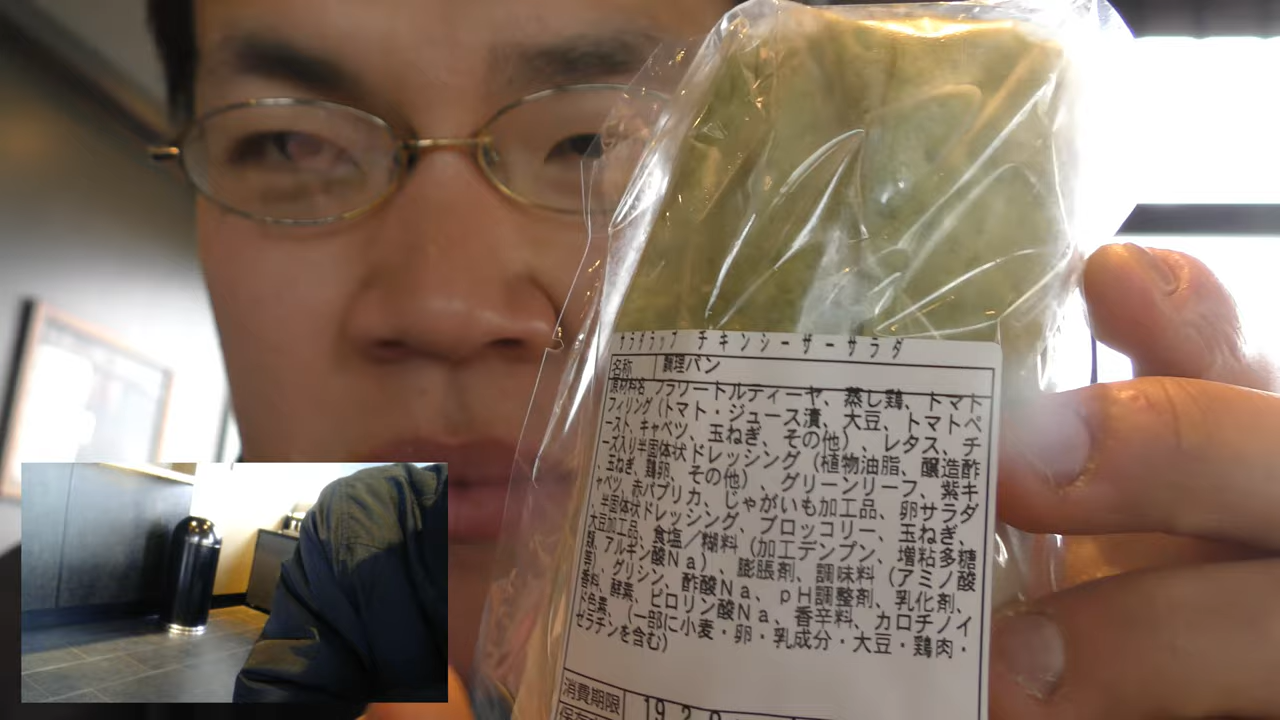 サラダラップ チキンシーザーサラダ
名称 調理パン
原材料名 フラワートルティーヤ、蒸し鶏、トマト
フィリング(トマト・ジュース漬、大豆、トマトペ
ースト、キャベツ、玉ねぎ、その他)、レタス、チ
ーズ入り半固体状ドレッシング(植物油脂、醸造酢
、玉ねぎ、鶏卵、その他)、グリーンリーフ、紫キ
ャベツ、赤パプリカ、じゃがいも加工品、卵サラダ
、半固体状ドレッシング、ブロッコリー、玉ねぎ、
大豆加工品、食塩/糊料(加工デンプン、増粘多糖
類、アルギン酸Na)、膨脹剤、調味料(アミノ酸
等)、グリシン、酢酸Na、pH調整剤、乳化剤、
香料、酵素、ピロリン酸Na、香辛料、カロチノイ
ド色素、(一部に小麦・卵・乳成分・大豆・鶏肉・
ゼラチンを含む)
消費期限 19.2.
保存